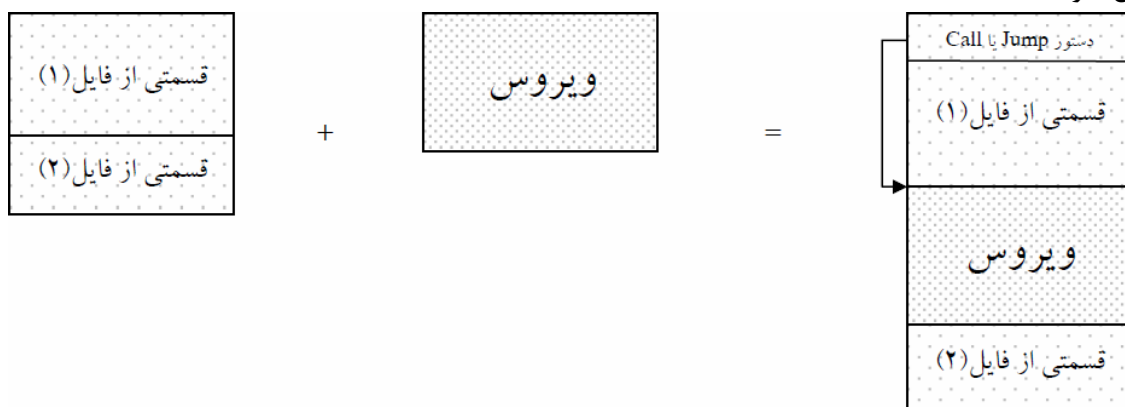 قسمتی از فایل(۱)
قسمتی از فایل(۲)
+
ویروس
=
دستور Jump یا Call
قسمتی از فایل(۱)
ویروس
قسمتی از فایل(۲)